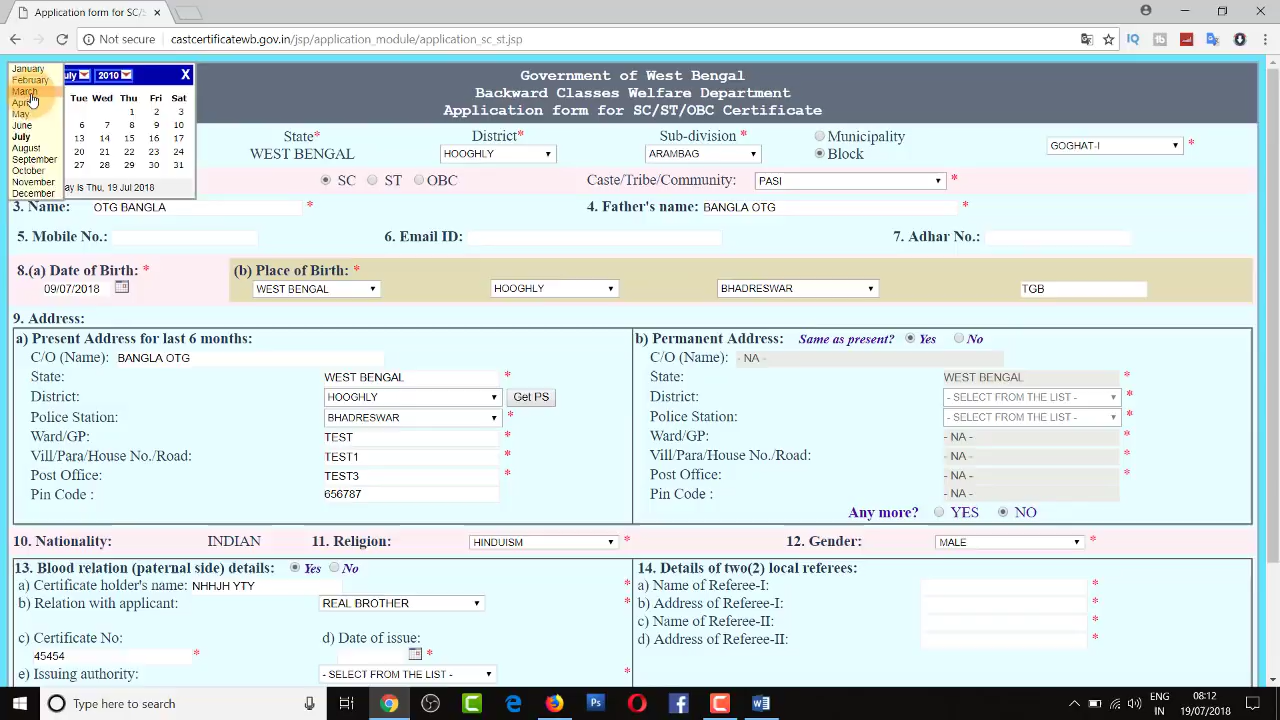 Application form for SC/S
Not secure castcertificatewb.gov.in/jsp/application_module/application_sc_st.jsp
January
February
March
April
May
June
July
August
September
October
November
December
uly 2010 X
Tue Wed Thu Fri Sat
1 2 3
6 7 8 9 10
13 14 15 16 17
20 21 22 23 24
27 28 29 30 31
ay is Thu, 19 Jul 2018
Government of West Bengal
Backward Classes Welfare Department
Application form for SC/ST/OBC Certificate
State* District* Sub-division * Municipality
WEST BENGAL HOOGHLY ARAMBAG Block GOGHAT-I *
SC ST OBC Caste/Tribe/Community: PASI *
3. Name: OTG BANGLA * 4. Father's name: BANGLA OTG *
5. Mobile No.: 6. Email ID: 7. Adhar No.:
8.(a) Date of Birth: * (b) Place of Birth: *
09/07/2018 WEST BENGAL HOOGHLY BHADRESWAR TGB
9. Address:
a) Present Address for last 6 months:
C/O (Name): BANGLA OTG
State: WEST BENGAL *
District: HOOGHLY Get PS
Police Station: BHADRESWAR *
Ward/GP: TEST *
Vill/Para/House No./Road: TEST1 *
Post Office: TEST3 *
Pin Code : 656787
b) Permanent Address: Same as present? Yes No
C/O (Name): - NA -
State: WEST BENGAL *
District: - SELECT FROM THE LIST - *
Police Station: - SELECT FROM THE LIST - *
Ward/GP: - NA - *
Vill/Para/House No./Road: - NA - *
Post Office: - NA - *
Pin Code : - NA -
Any more? YES NO
10. Nationality: INDIAN 11. Religion: HINDUISM * 12. Gender: MALE *
13. Blood relation (paternal side) details: Yes No
a) Certificate holder's name: NHHJH YTY *
b) Relation with applicant: REAL BROTHER *
c) Certificate No: d) Date of issue:
45454 * *
e) Issuing authority: - SELECT FROM THE LIST - *
14. Details of two(2) local referees:
a) Name of Referee-I: *
b) Address of Referee-I: *
c) Name of Referee-II: *
d) Address of Referee-II: *
Type here to search
ENG
IN
08:12
19/07/2018